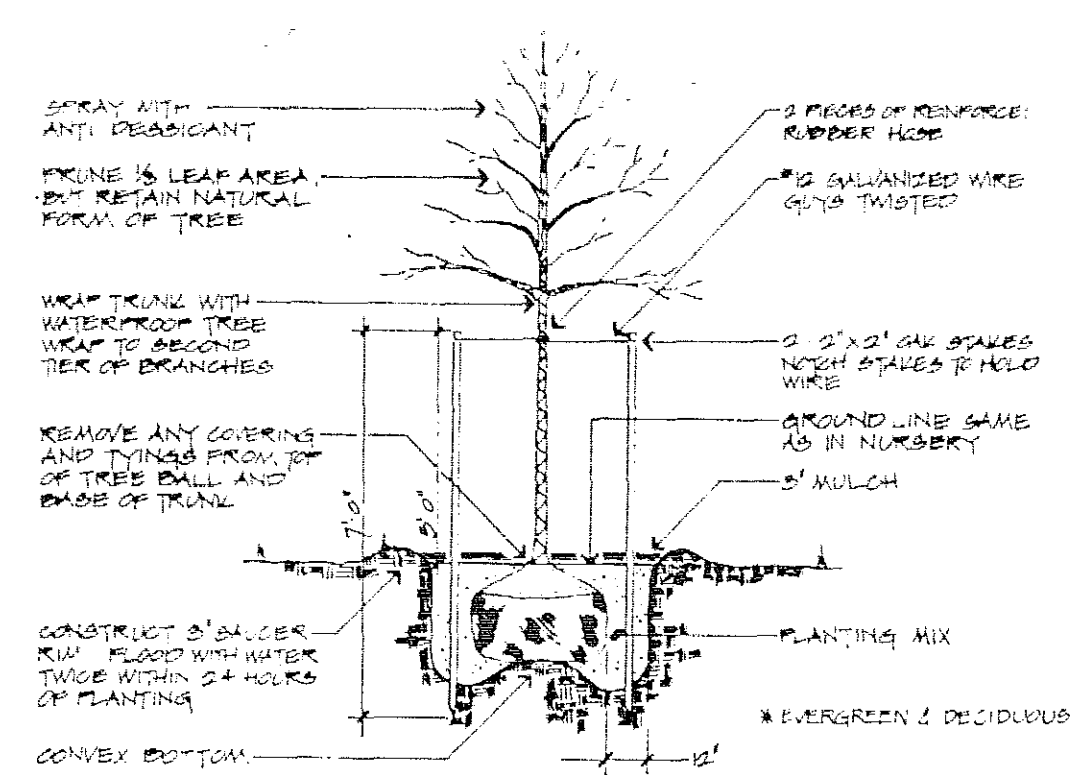 SPRAY WITH
ANTI DESSICANT
PRUNE 1/3 LEAF AREA,
BUT RETAIN NATURAL
FORM OF TREE
WRAP TRUNK WITH
WATERPROOF TREE
WRAP TO SECOND
TIER OF BRANCHES
REMOVE ANY COVERING
AND TYINGS FROM TOP
OF TREE BALL AND
BASE OF TRUNK
7'.0"
5'.0"
CONSTRUCT 3' SAUCER
RIM FLOOD WITH WATER
TWICE WITHIN 24 HOURS
OF PLANTING
CONVEX BOTTOM
2 PIECES OF REINFORCE:
RUBBER HOSE
#12 GALVANIZED WIRE
GUYS TWISTED
2 - 2" X 2' OAK STAKES
NOTCH STAKES TO HOLD
WIRE
GROUND LINE SAME
AS IN NURSERY
3' MULCH
PLANTING MIX
* EVERGREEN & DECIDUOUS
12'